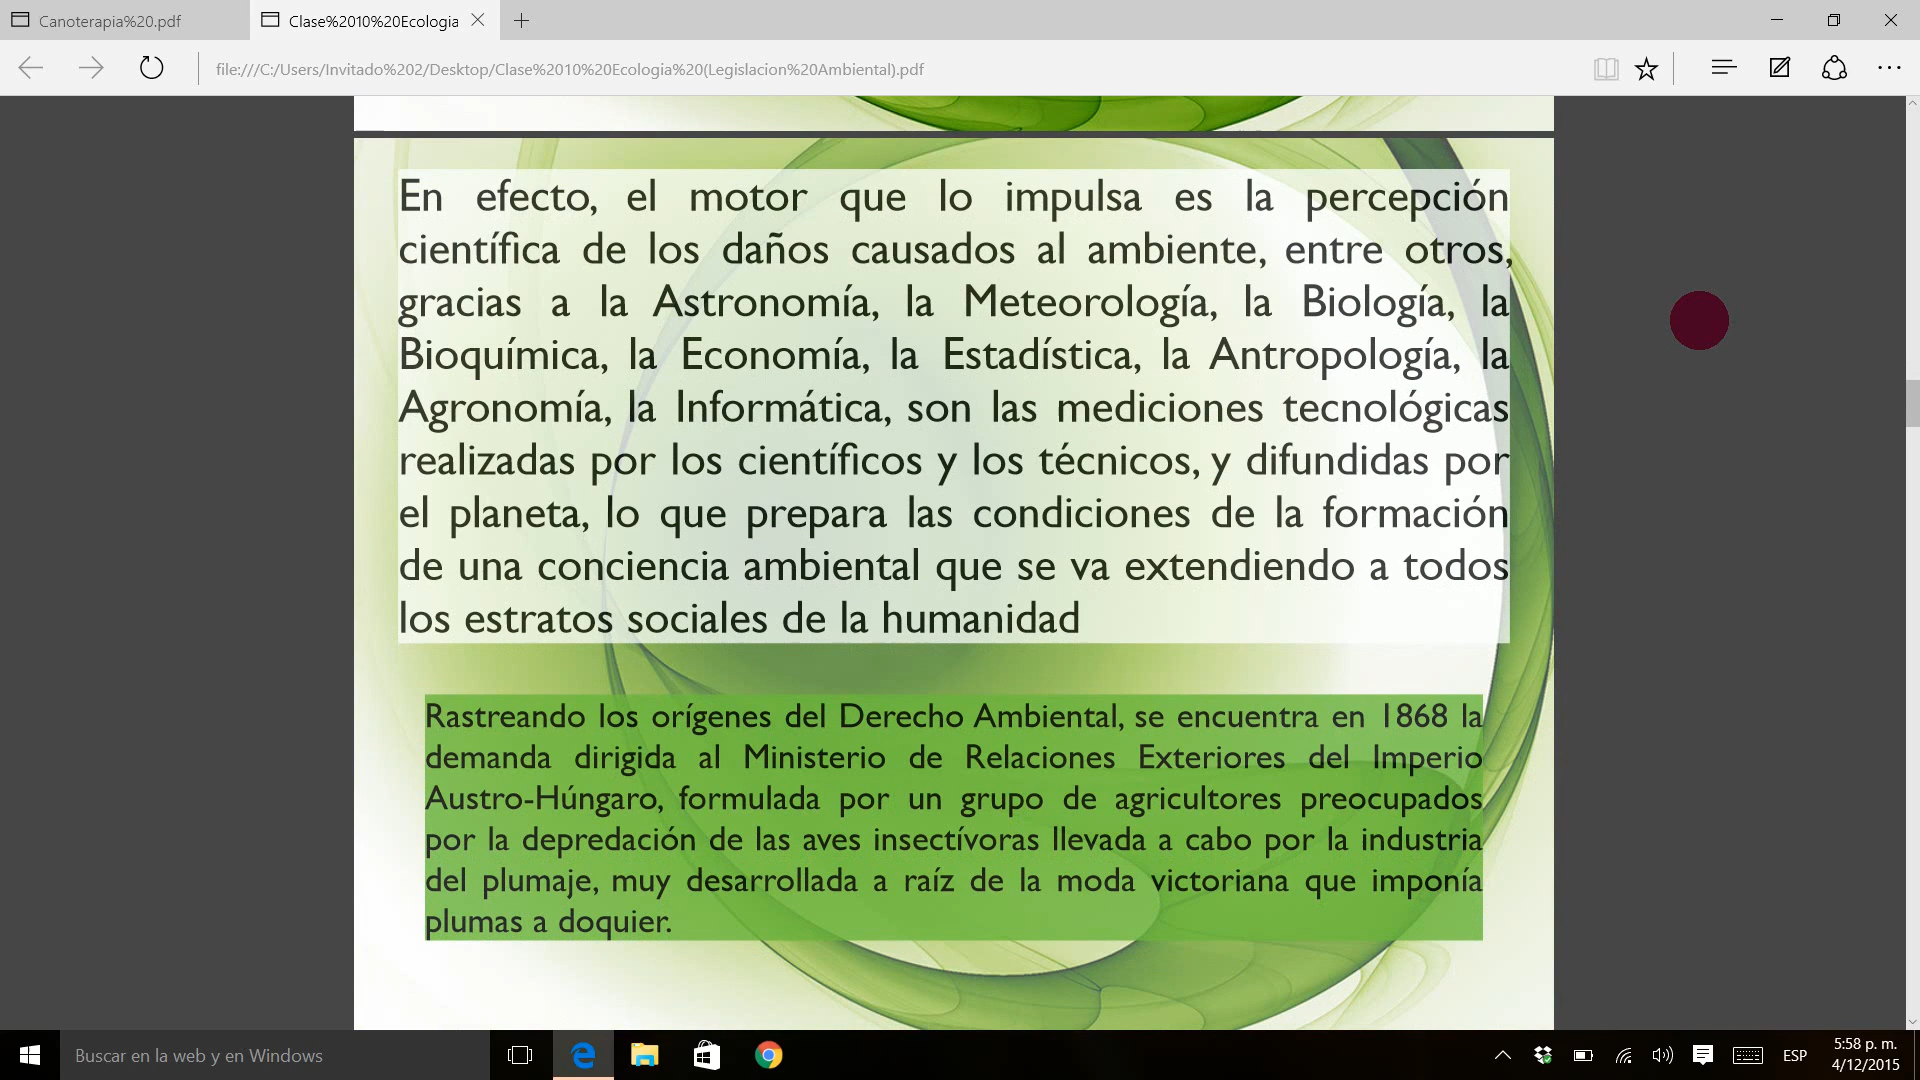 Canoterapia%20.pdf
Clase%2010%20Ecologia
file:///C:/Users/Invitado%202/Desktop/Clase%2010%20Ecologia%20(Legislacion%20Ambiental).pdf
En efecto, el motor que lo impulsa es la percepción
científica de los daños causados al ambiente, entre otros,
gracias a la Astronomía, la Meteorología, la Biología, la
Bioquímica, la Economía, la Estadística, la Antropología, la
Agronomía, la Informática, son las mediciones tecnológicas
realizadas por los científicos y los técnicos, y difundidas por
el planeta, lo que prepara las condiciones de la formación
de una conciencia ambiental que se va extendiendo a todos
los estratos sociales de la humanidad
Rastreando los orígenes del Derecho Ambiental, se encuentra en 1868 la
demanda dirigida al Ministerio de Relaciones Exteriores del Imperio
Austro-Húngaro, formulada por un grupo de agricultores preocupados
por la depredación de las aves insectívoras llevada a cabo por la industria
del plumaje, muy desarrollada a raíz de la moda victoriana que imponía
plumas a doquier.
Buscar en la web y en Windows
ESP
5:58 p. m.
4/12/2015